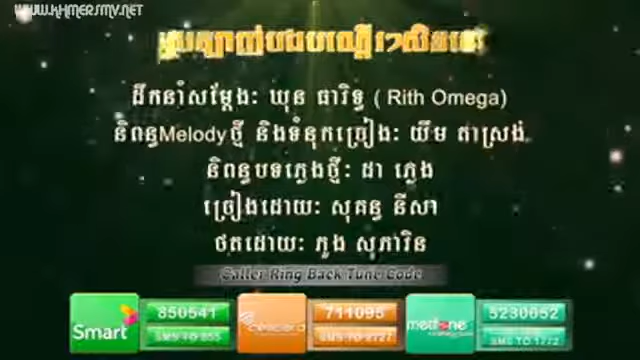 WWW.KHMERSMV.NET
ដឹកនាំសម្តែង: ឃុន ធារិទ្ធ ( Rith Omega)
និពន្ធMelodyថ្មី និងទំនុកច្រៀង: យឹម តាស្រង់
និពន្ធបទភ្លេងថ្មី: ដា ភ្លេង
ច្រៀងដោយ: សុគន្ធ នីសា
ថតដោយ: ភួង សុភារិន
Caller Ring Back Tune Code
Smart 850541 711095 metfone 5230652
SMS TO 855 SMS TO 2727 SMS TO 1772